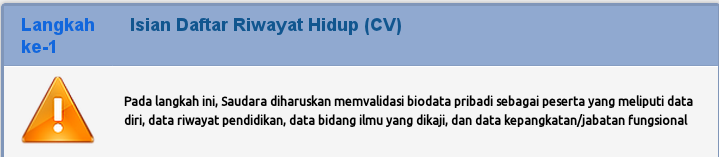 Langkah Isian Daftar Riwayat Hidup (CV)
ke-1
Pada langkah ini, Saudara diharuskan memvalidasi biodata pribadi sebagai peserta yang meliputi data
diri, data riwayat pendidikan, data bidang ilmu yang dikaji, dan data kepangkatan/jabatan fungsional